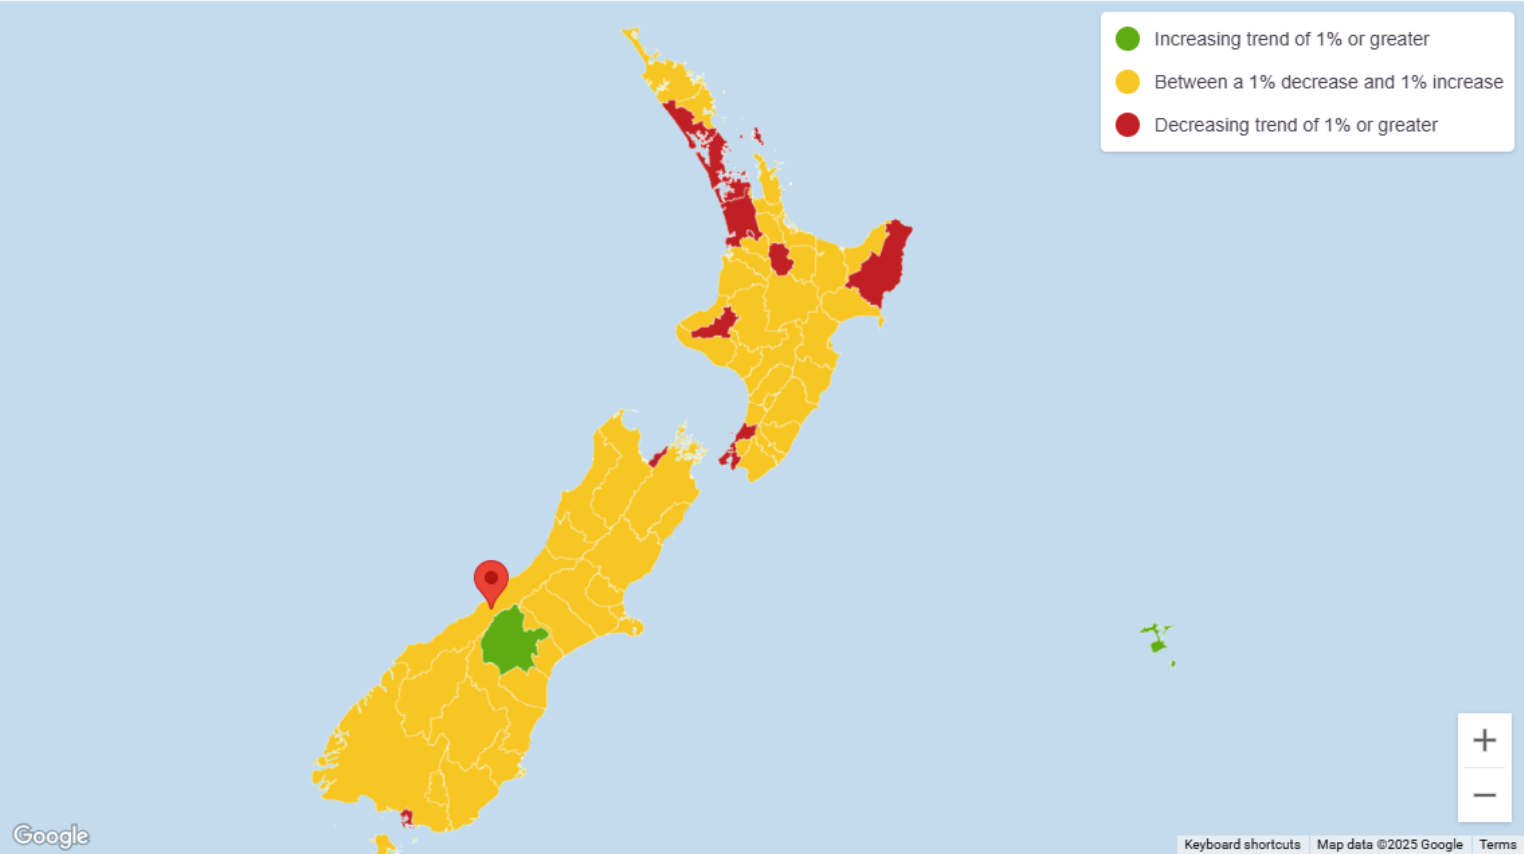 Increasing trend of 1% or greater
Between a 1% decrease and 1% increase
Decreasing trend of 1% or greater
Google
Keyboard shortcuts
Map data ©2025 Google
Terms